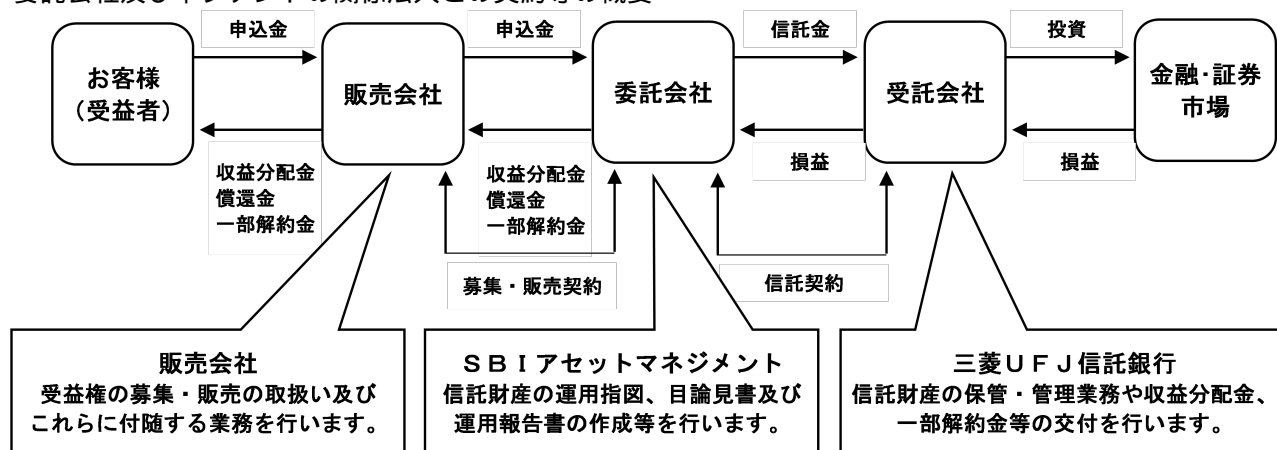 委託会社及びファンドの関係法人との契約等の概要
申込金
申込金
信託金
投資
お客様
(受益者)
販売会社
委託会社
受託会社
金融・証券
市場
収益分配金
償還金
一部解約金
収益分配金
償還金
一部解約金
損益
損益
募集・販売契約
信託契約
販売会社
受益権の募集・販売の取扱い及び
これらに付随する業務を行います。
SBIアセットマネジメント
信託財産の運用指図、目論見書及び
運用報告書の作成等を行います。
三菱UFJ信託銀行
信託財産の保管・管理業務や収益分配金、
一部解約金等の交付を行います。